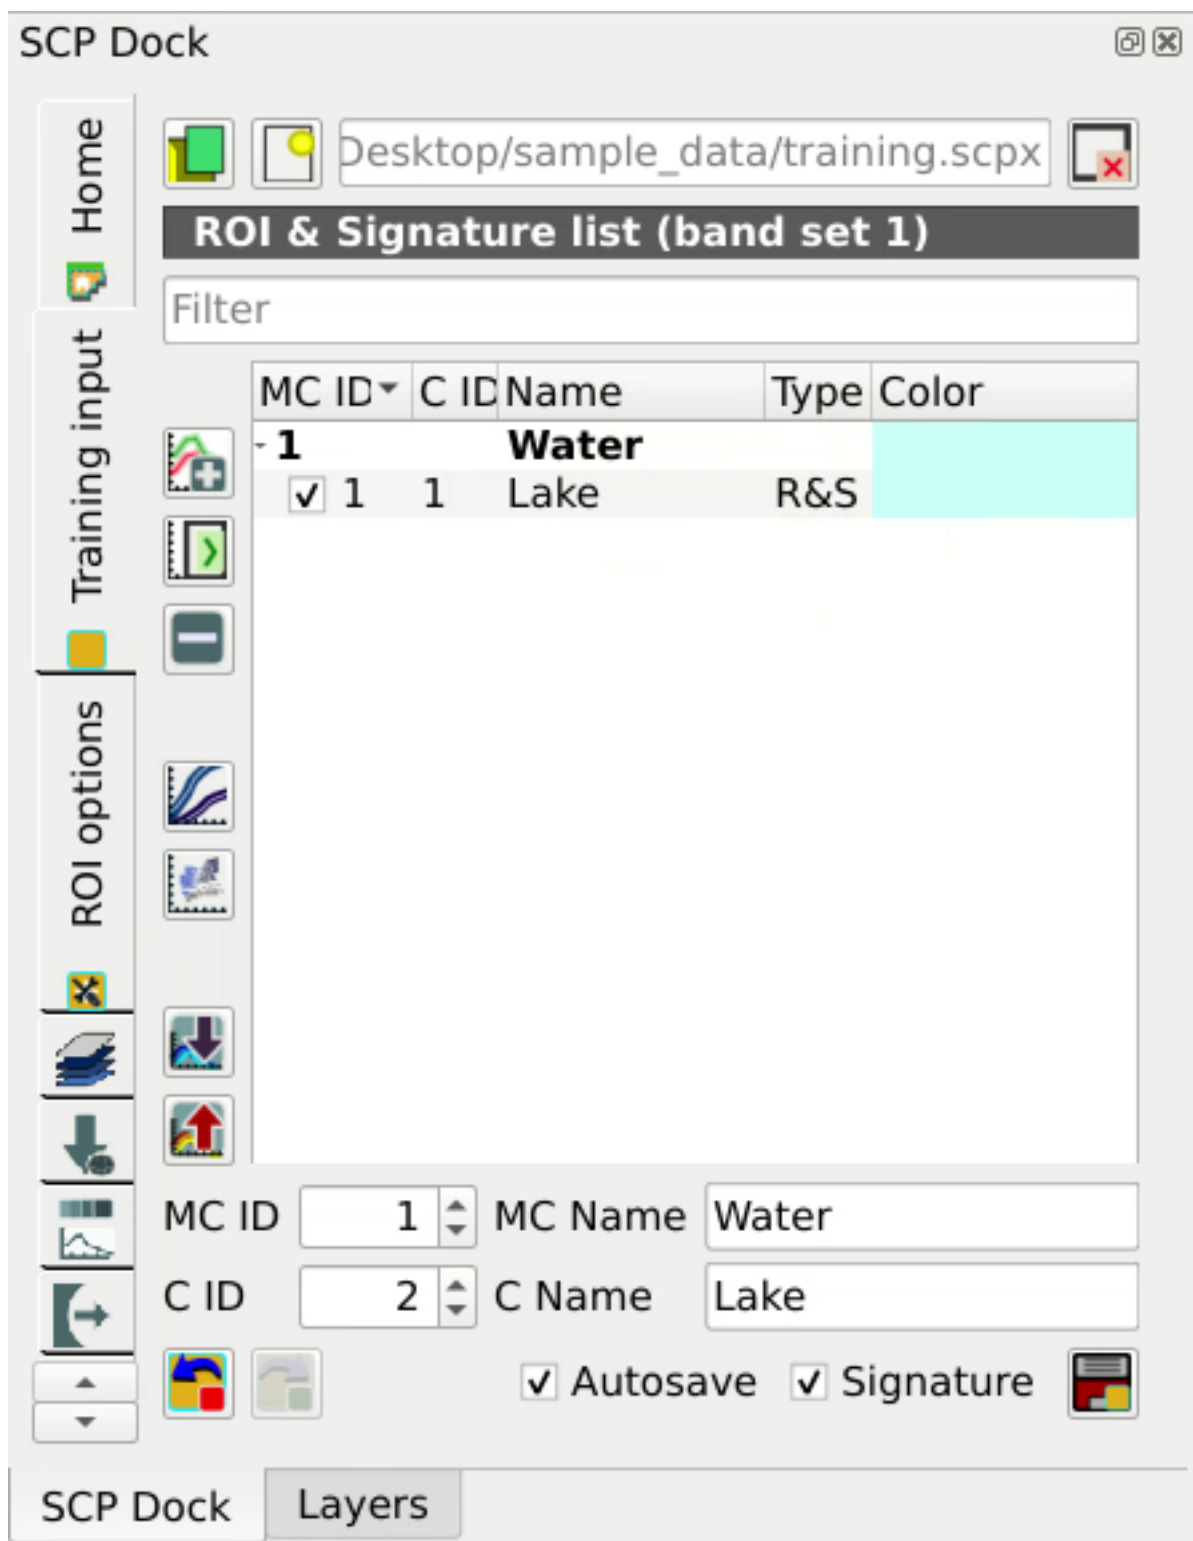 SCP Dock
Home
Training input
ROI options
Desktop/sample_data/training.scpx
ROI & Signature list (band set 1)
Filter
MC ID C ID Name Type Color
1 Water
1 1 Lake R&S
MC ID 1 MC Name Water
C ID 2 C Name Lake
Autosave Signature
SCP Dock Layers